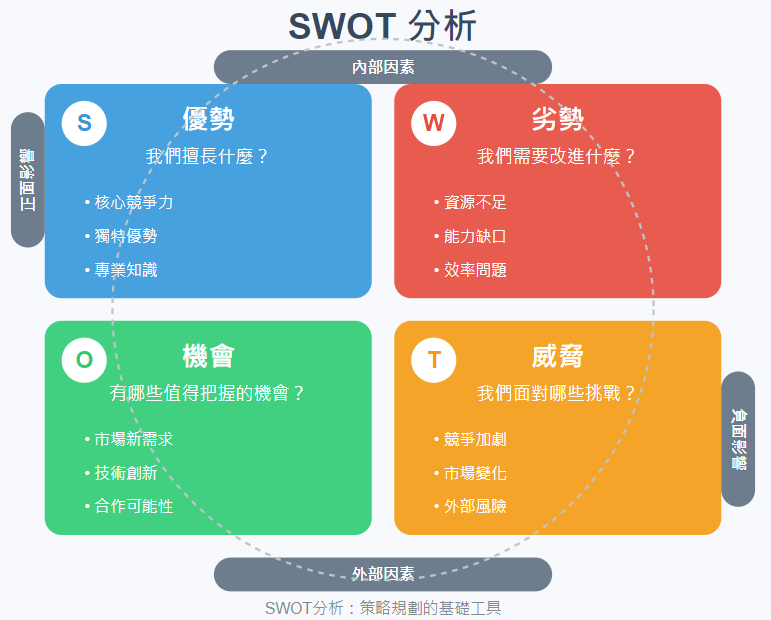 SWOT 分析
內部因素
正面影響
S
優勢
我們擅長什麼？
• 核心競爭力
• 獨特優勢
• 專業知識
W
劣勢
我們需要改進什麼？
• 資源不足
• 能力缺口
• 效率問題
O
機會
有哪些值得把握的機會？
• 市場新需求
• 技術創新
• 合作可能性
T
威脅
我們面對哪些挑戰？
• 競爭加劇
• 市場變化
• 外部風險
負面影響
外部因素
SWOT分析：策略規劃的基礎工具